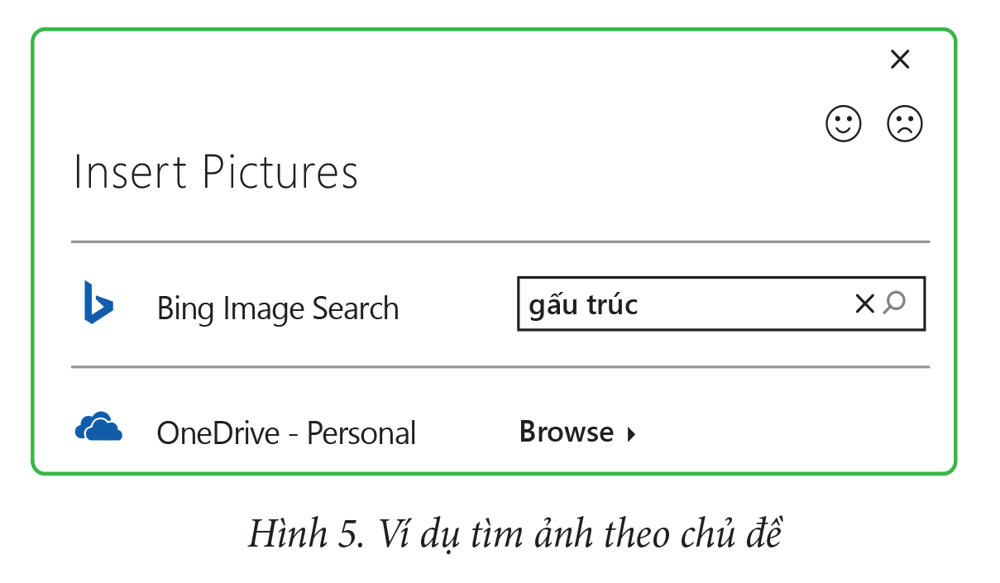 Insert Pictures
Bing Image Search
gấu trúc
OneDrive - Personal
Browse
Hình 5. Ví dụ tìm ảnh theo chủ đề